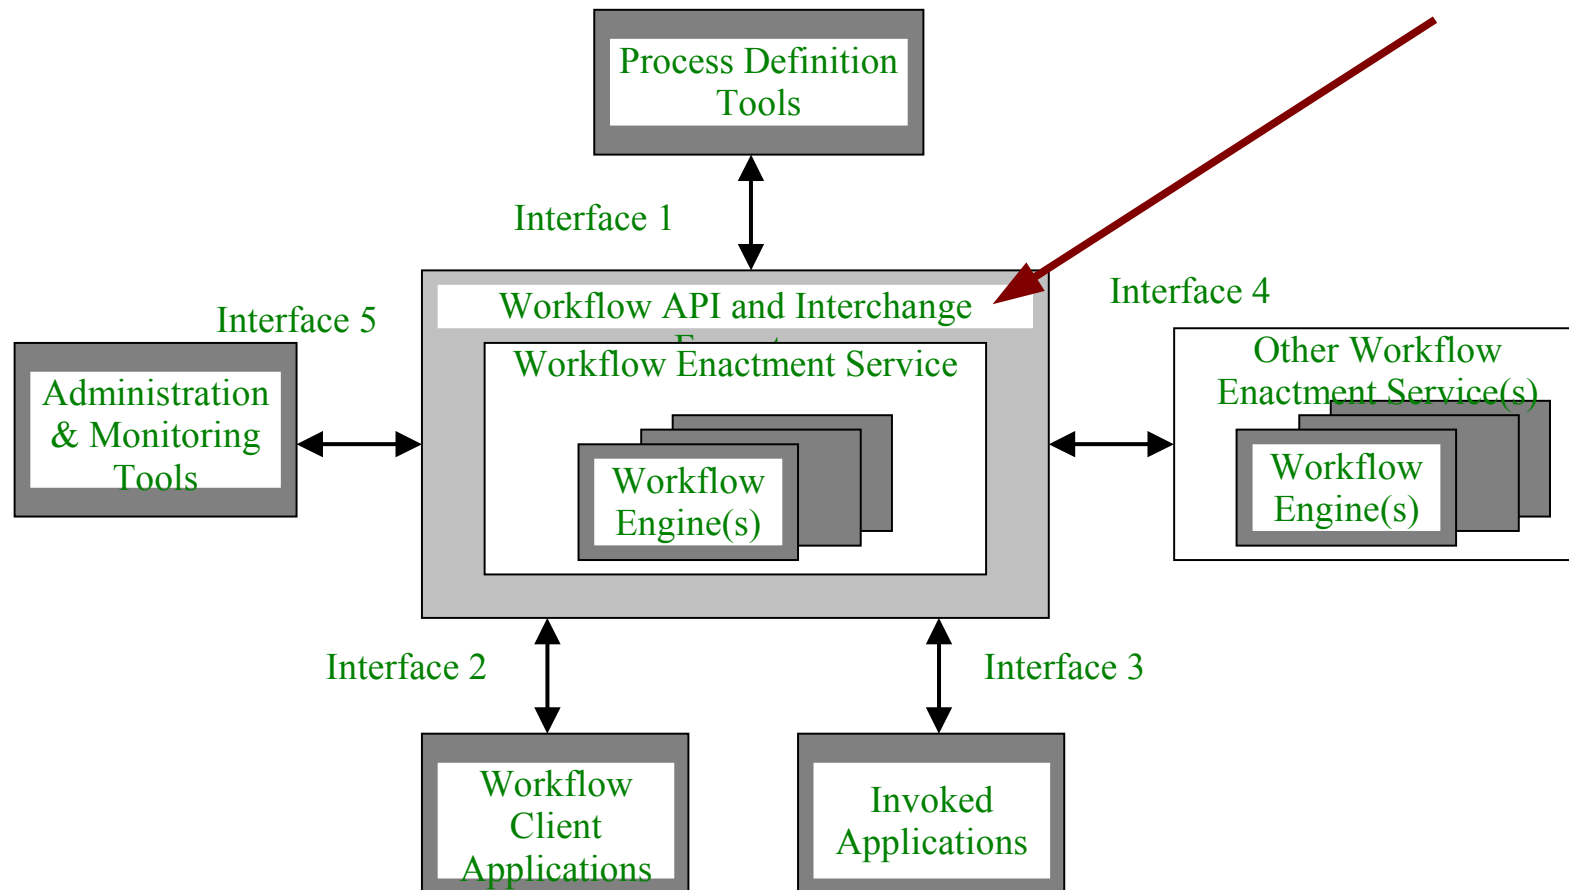 Process Definition
Tools
Interface 1
Workflow API and Interchange
Interface 4
Interface 5
Workflow Enactment Service
Other Workflow
Enactment Service(s)
Administration
& Monitoring
Tools
Workflow
Engine(s)
Workflow
Engine(s)
Interface 2
Interface 3
Workflow
Client
Applications
Invoked
Applications